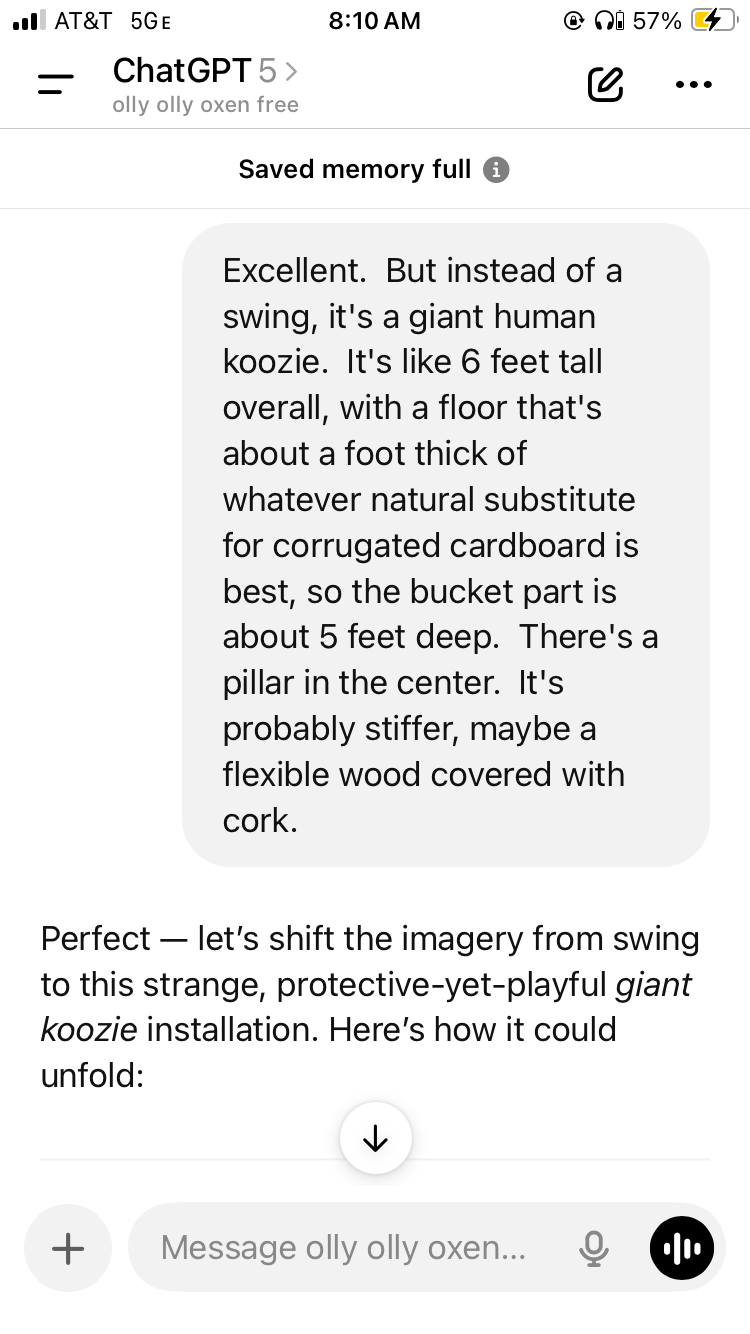 AT&T 5GE 8:10 AM 57%
ChatGPT 5 >
olly olly oxen free
Saved memory full
Excellent.  But instead of a
swing, it's a giant human
koozie.  It's like 6 feet tall
overall, with a floor that's
about a foot thick of
whatever natural substitute
for corrugated cardboard is
best, so the bucket part is
about 5 feet deep.  There's a
pillar in the center.  It's
probably stiffer, maybe a
flexible wood covered with
cork.
Perfect — let’s shift the imagery from swing
to this strange, protective-yet-playful giant
koozie installation. Here’s how it could
unfold:
Message olly olly oxen...